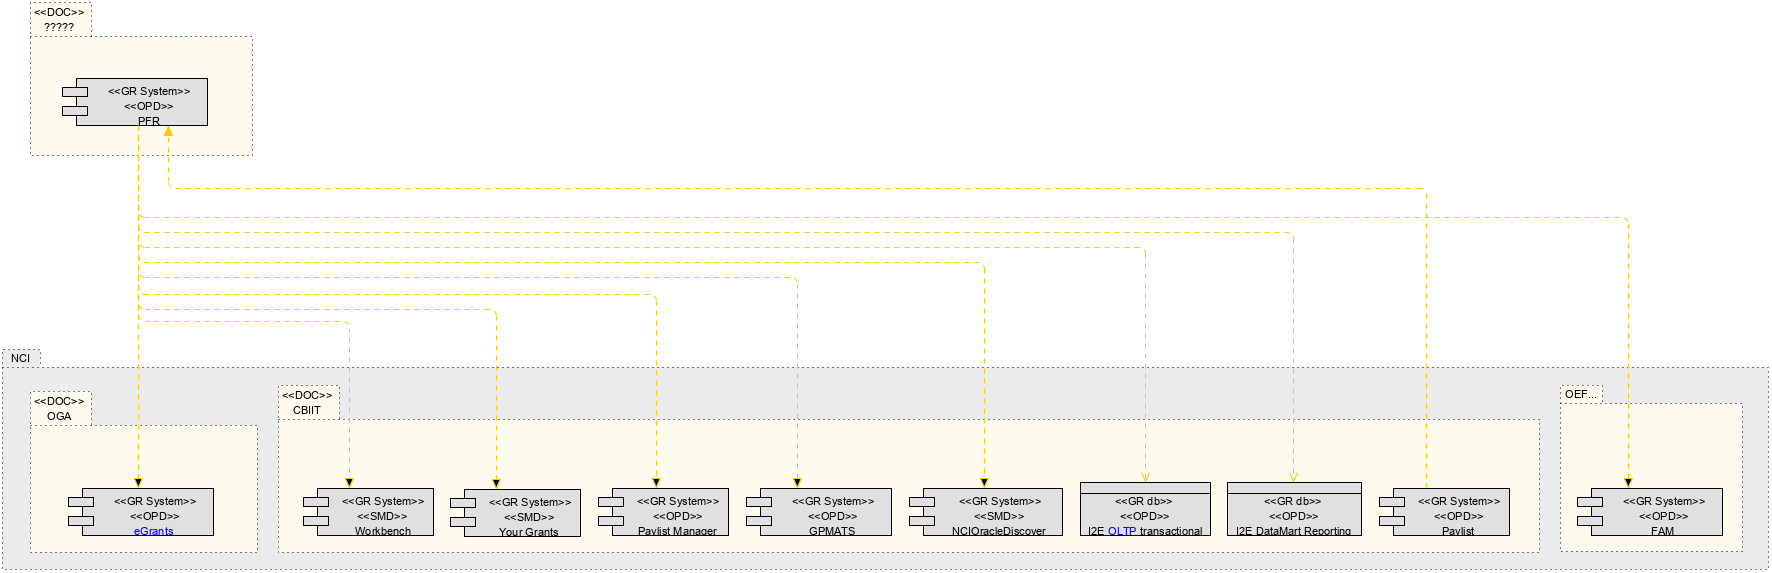 <<DOC>>
?????
<<GR System>>
<<OPD>>
PFR
NCI
<<DOC>>
OGA
<<GR System>>
<<OPD>>
eGrants
<<DOC>>
CBIIT
<<GR System>>
<<SMD>>
Workbench
<<GR System>>
<<SMD>>
Your Grants
<<GR System>>
<<OPD>>
Paylist Manager
<<GR System>>
<<OPD>>
GPMATS
<<GR System>>
<<SMD>>
NCIOracleDiscover
<<GR db>>
<<OPD>>
I2E OLTP transactional
<<GR db>>
<<OPD>>
I2E DataMart Reporting
<<GR System>>
<<OPD>>
Paylist
OEF...
<<GR System>>
<<OPD>>
FAM